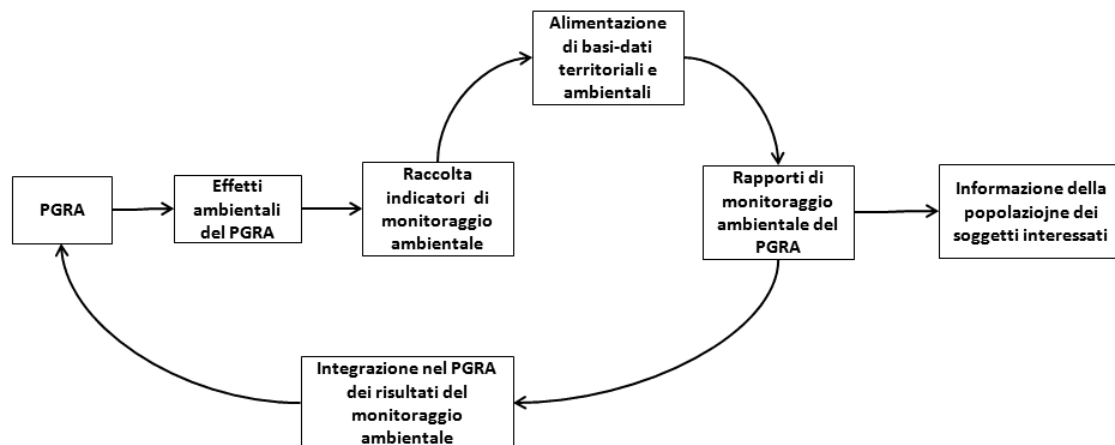 PGRA
Effetti
ambientali
del PGRA
Raccolta
indicatori di
monitoraggio
ambientale
Alimentazione
di basi-dati
territoriali e
ambientali
Rapporti di
monitoraggio
ambientale del
PGRA
Informazione della
popolaziojne dei
soggetti interessati
Integrazione nel PGRA
dei risultati del
monitoraggio
ambientale